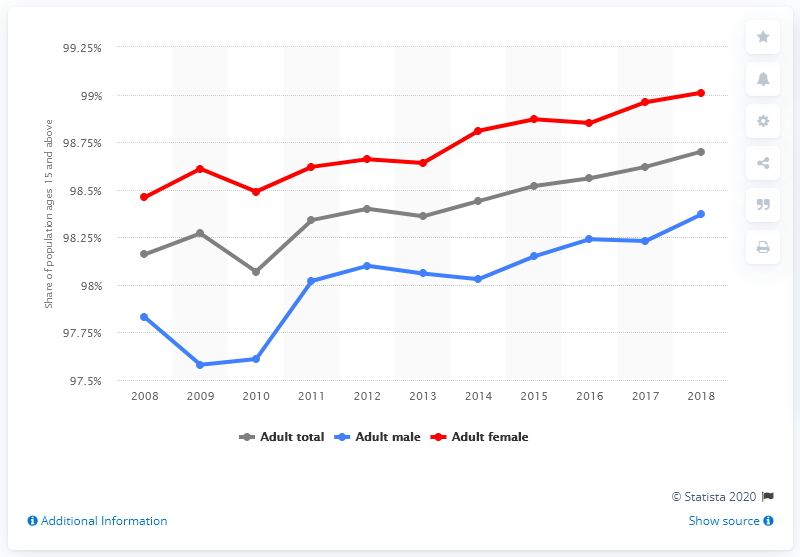 99.25%
99%
98.75%
98.5%
98.25%
98%
97.75%
97.5%
Share of population ages 15 and above
2008 2009 2010 2011 2012 2013 2014 2015 2016 2017 2018
Adult total Adult male Adult female
© Statista 2020
Additional Information Show source